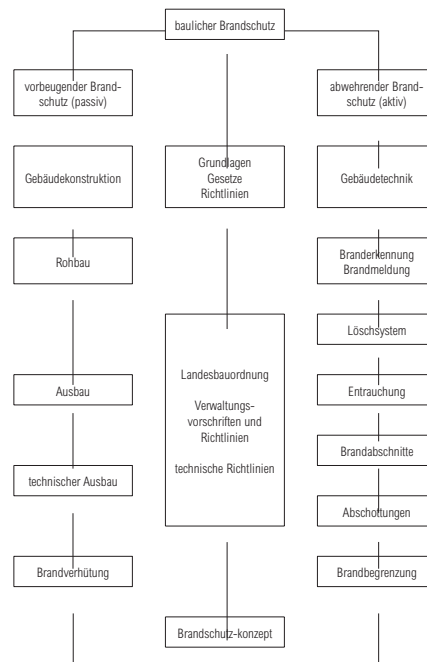 baulicher Brandschutz
vorbeugender Brand-
schutz (passiv)
abwehrender Brand-
schutz (aktiv)
Gebäudekonstruktion
Grundlagen
Gesetze
Richtlinien
Gebäudetechnik
Rohbau
Branderkennung
Brandmeldung
Landesbauordnung
Verwaltungs-
vorschriften und
Richtlinien
technische Richtlinien
Löschsystem
Ausbau
Entrauchung
Brandabschnitte
technischer Ausbau
Abschottungen
Brandverhütung
Brandbegrenzung
Brandschutz-konzept